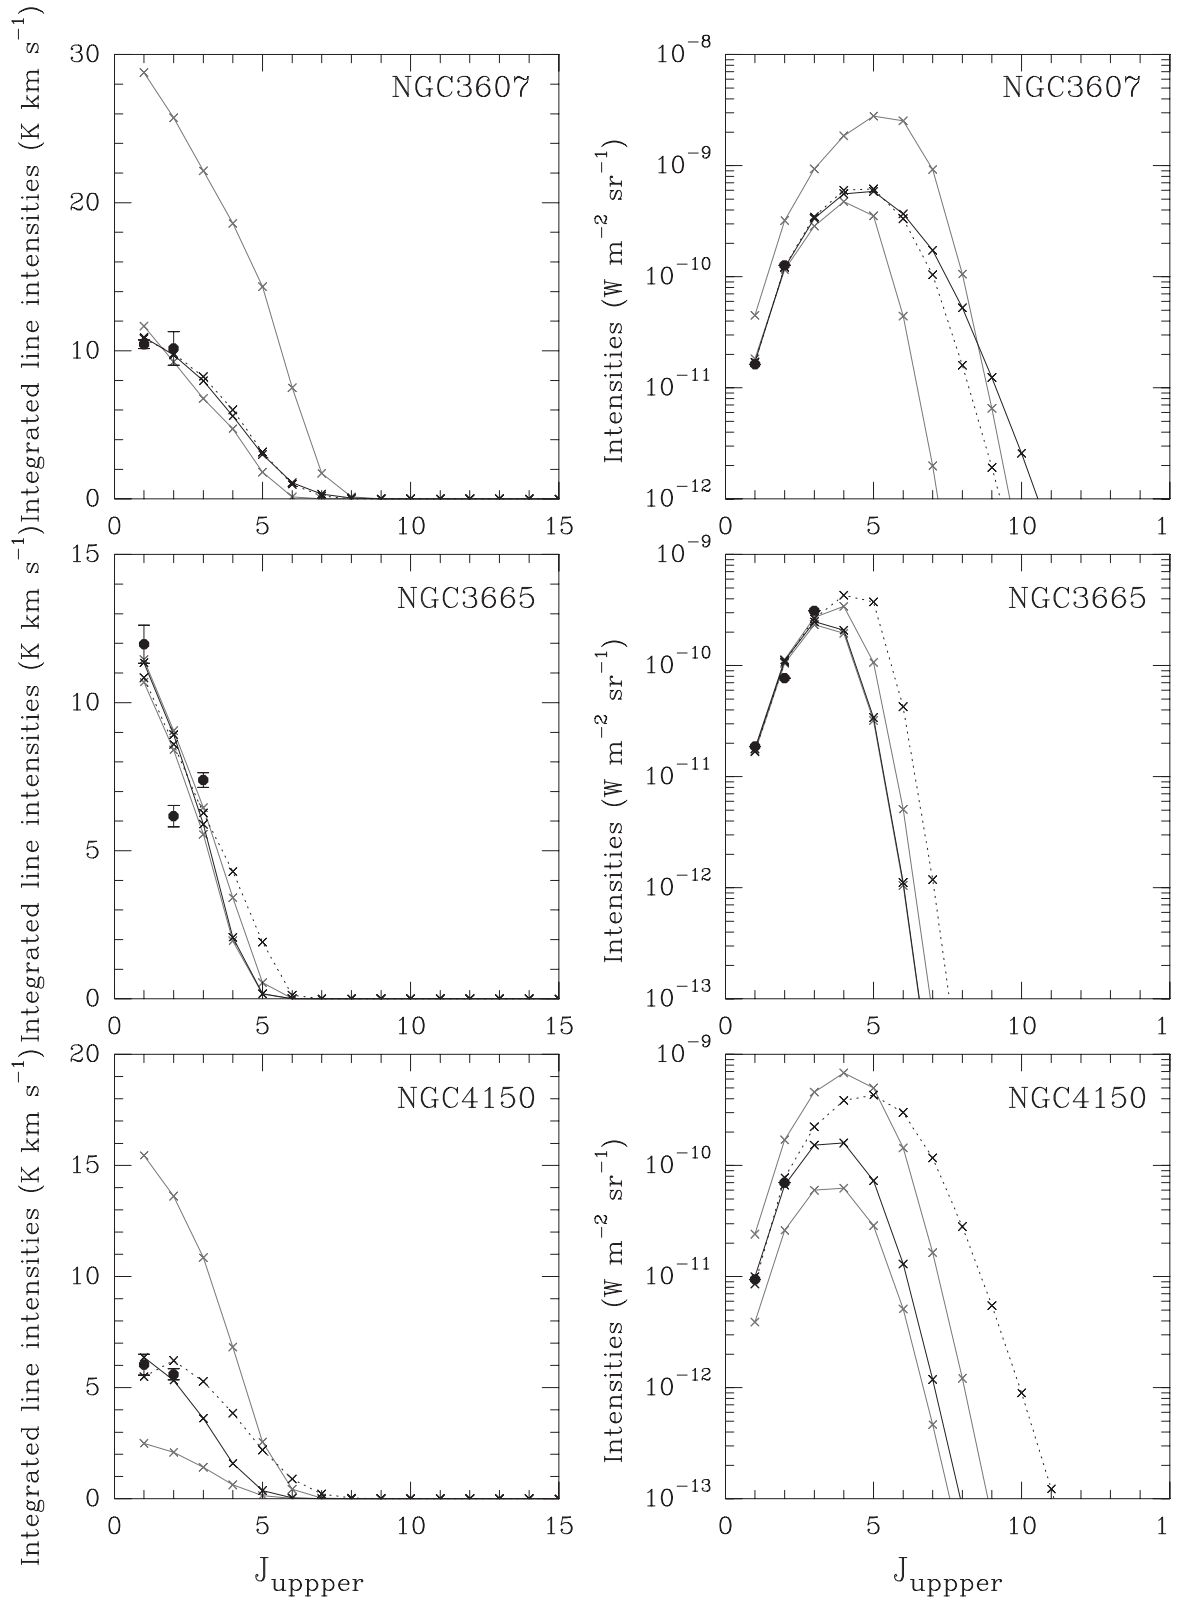 Integrated line intensities (K km s⁻¹)
30
20
10
0
0 5 10 15
NGC3607
Intensities (W m⁻² sr⁻¹)
10⁻⁸
10⁻⁹
10⁻¹⁰
10⁻¹¹
10⁻¹²
0 5 10 1
NGC3607
Integrated line intensities (K km s⁻¹)
15
10
5
0
0 5 10 15
NGC3665
Intensities (W m⁻² sr⁻¹)
10⁻⁹
10⁻¹⁰
10⁻¹¹
10⁻¹²
10⁻¹³
0 5 10 1
NGC3665
Integrated line intensities (K km s⁻¹)
20
15
10
5
0
0 5 10 15
NGC4150
J_uppper
Intensities (W m⁻² sr⁻¹)
10⁻⁹
10⁻¹⁰
10⁻¹¹
10⁻¹²
10⁻¹³
0 5 10 1
NGC4150
J_uppper